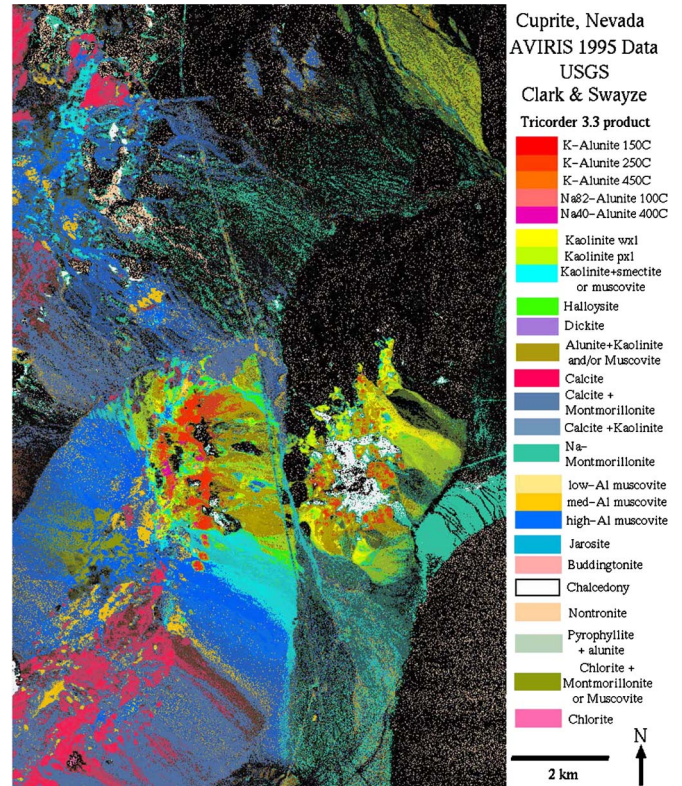 Cuprite, Nevada
AVIRIS 1995 Data
USGS
Clark & Swayze
Tricorder 3.3 product
K-Alunite 150C
K-Alunite 250C
K-Alunite 450C
Na82-Alunite 100C
Na40-Alunite 400C
Kaolinite wxl
Kaolinite pxl
Kaolinite+smectite
or muscovite
Halloysite
Dickite
Alunite+Kaolinite
and/or Muscovite
Calcite
Calcite +
Montmorillonite
Calcite +Kaolinite
Na-
Montmorillonite
low-Al muscovite
med-Al muscovite
high-Al muscovite
Jarosite
Buddingtonite
Chalcedony
Nontronite
Pyrophyllite
+ alunite
Chlorite +
Montmorillonite
or Muscovite
Chlorite
N
2 km